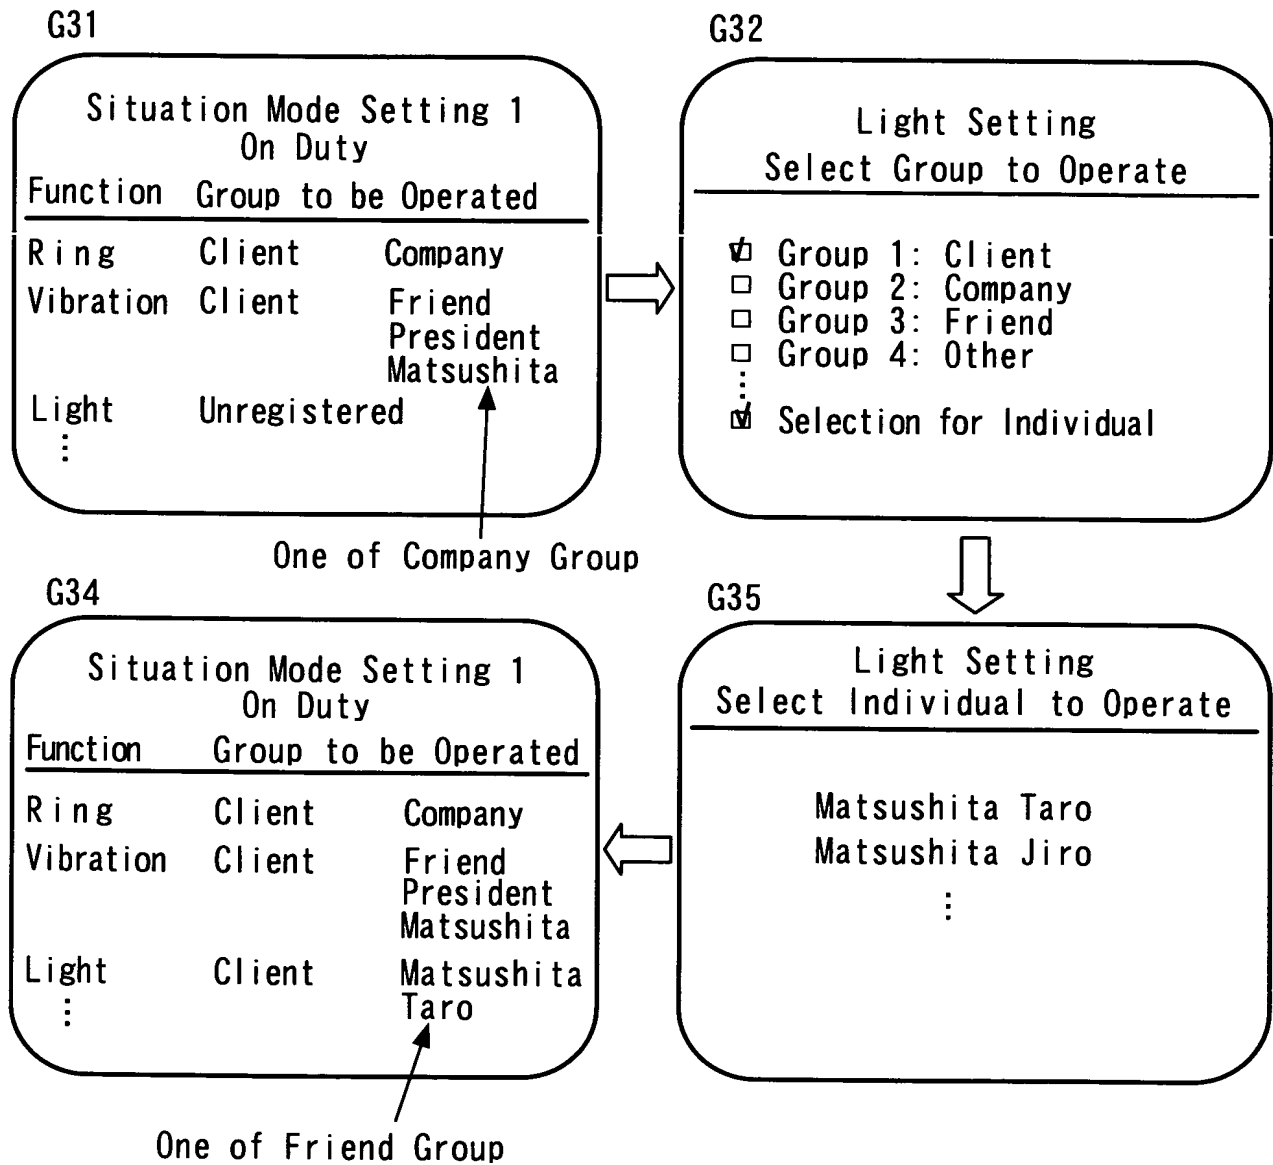 G31
Situation Mode Setting 1
On Duty
Function Group to be Operated
Ring Client Company
Vibration Client Friend
President
Matsushita
Light Unregistered
⋮
One of Company Group
G32
Light Setting
Select Group to Operate
☑ Group 1: Client
☐ Group 2: Company
☐ Group 3: Friend
☐ Group 4: Other
⋮
☑ Selection for Individual
G35
Light Setting
Select Individual to Operate
Matsushita Taro
Matsushita Jiro
⋮
G34
Situation Mode Setting 1
On Duty
Function Group to be Operated
Ring Client Company
Vibration Client Friend
President
Matsushita
Light Client Matsushita
⋮ Taro
One of Friend Group